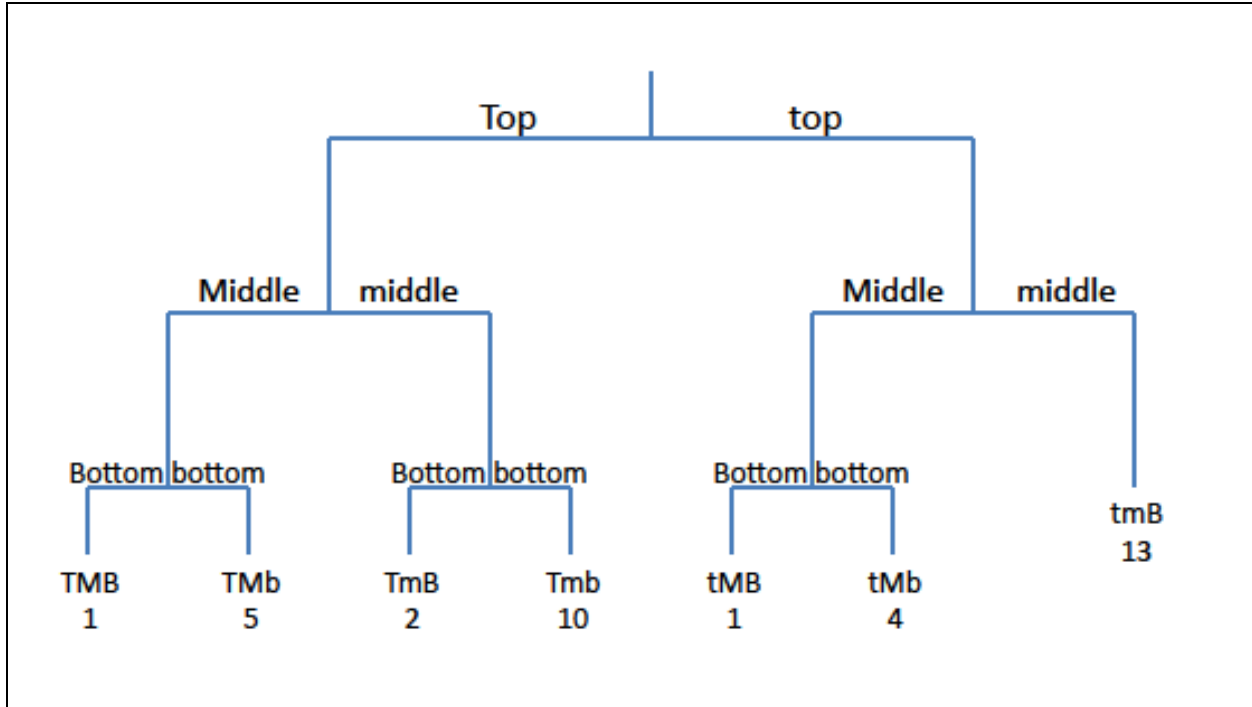 Top top
Middle middle Middle middle
Bottom bottom Bottom bottom Bottom bottom
tmB
13
TMB TMb TmB Tmb tMB tMb
1 5 2 10 1 4